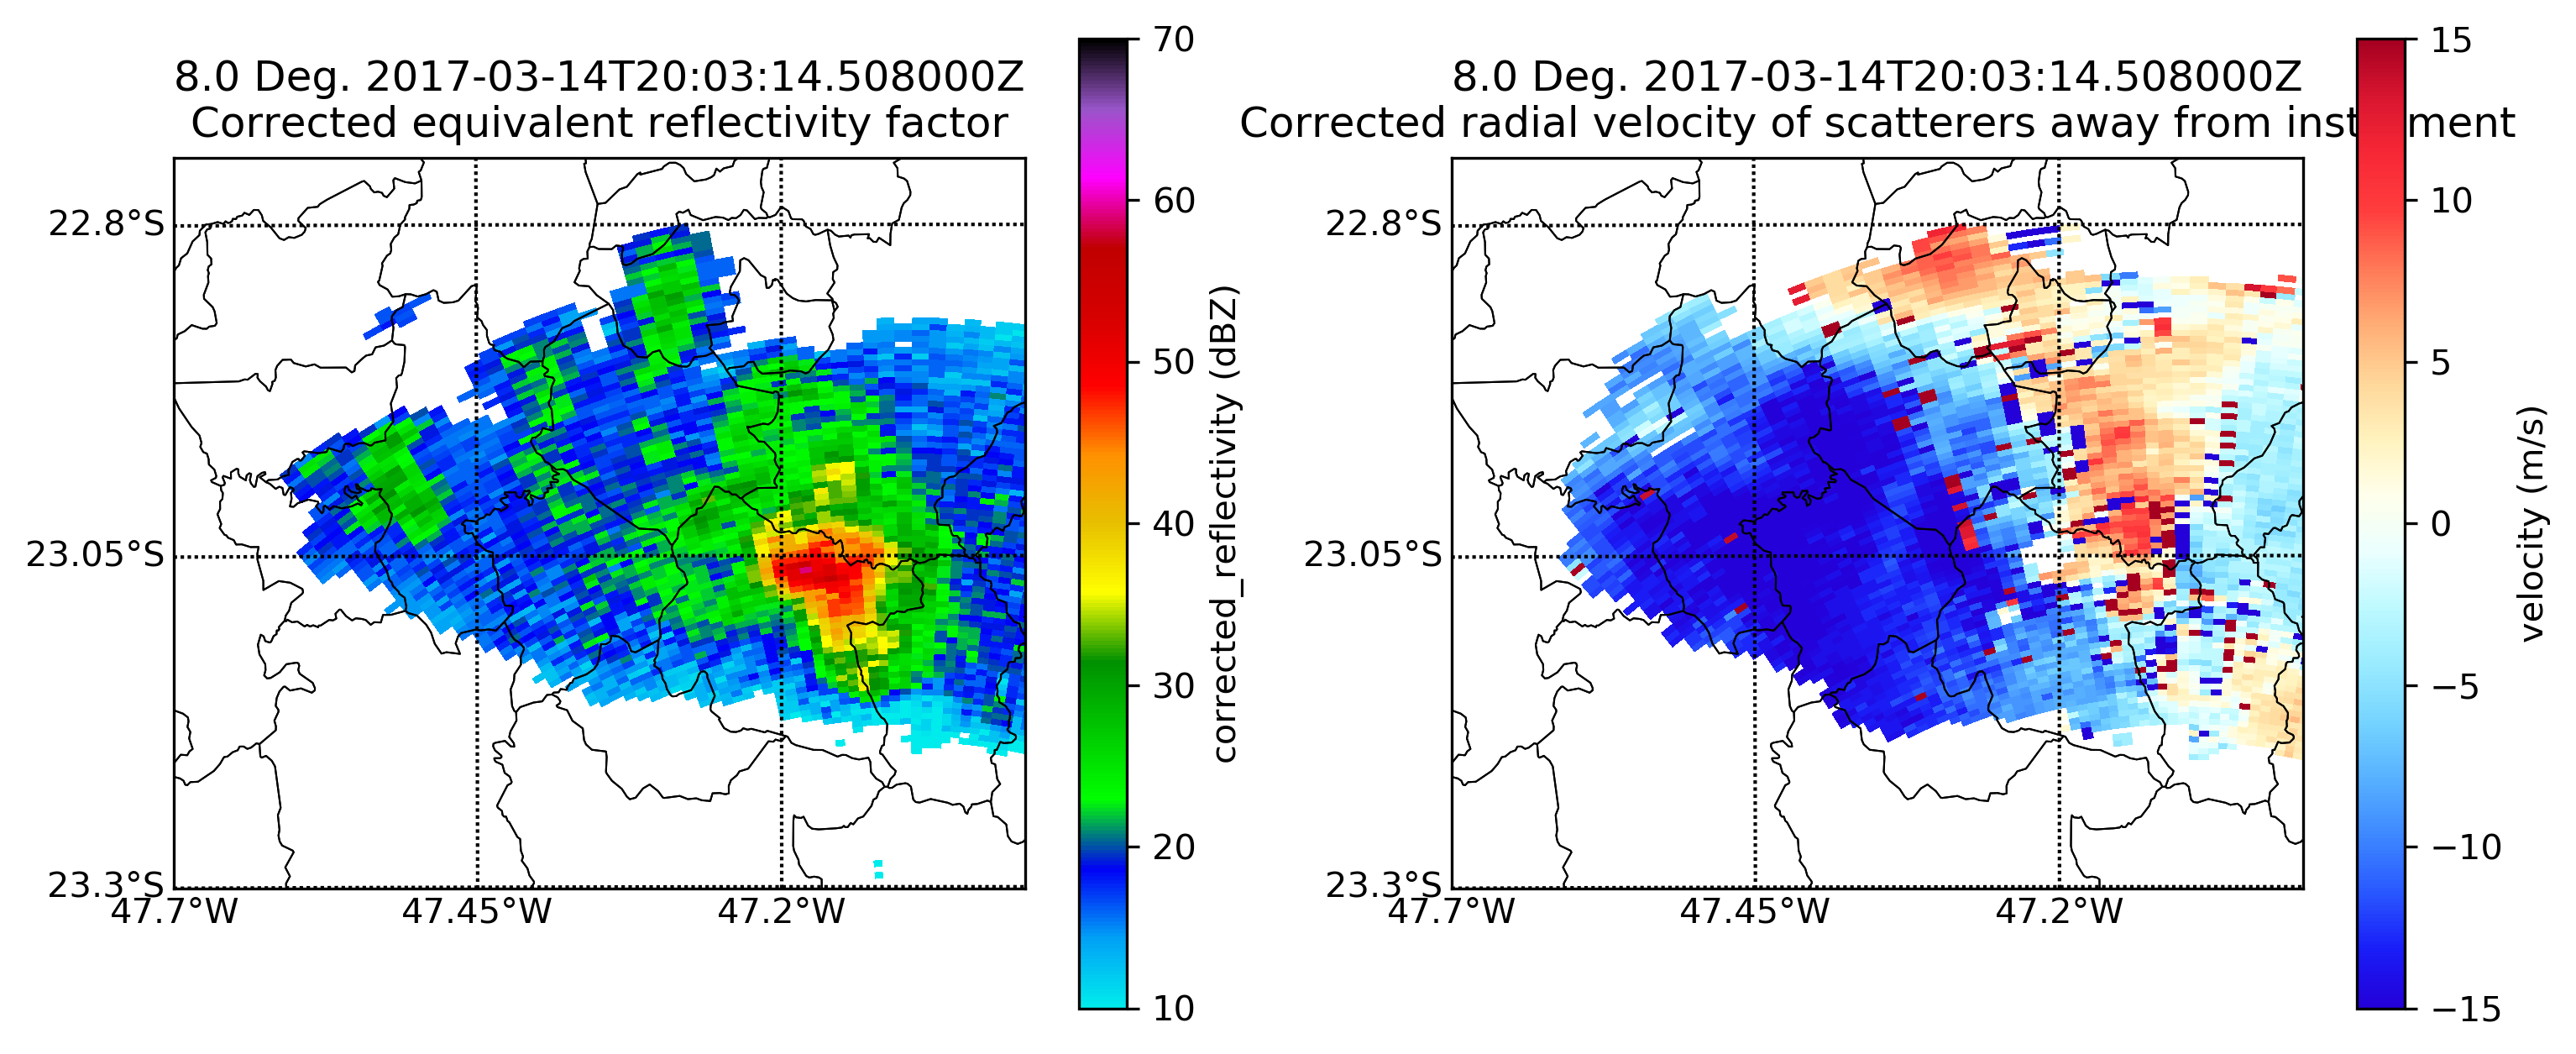 8.0 Deg. 2017-03-14T20:03:14.508000Z
Corrected equivalent reflectivity factor
22.8°S
23.05°S
23.3°S
47.7°W
47.45°W
47.2°W
70
60
50
40
30
20
10
corrected_reflectivity (dBZ)
8.0 Deg. 2017-03-14T20:03:14.508000Z
Corrected radial velocity of scatterers away from inst ment
22.8°S
23.05°S
23.3°S
47.7°W
47.45°W
47.2°W
15
10
5
0
−5
−10
−15
velocity (m/s)